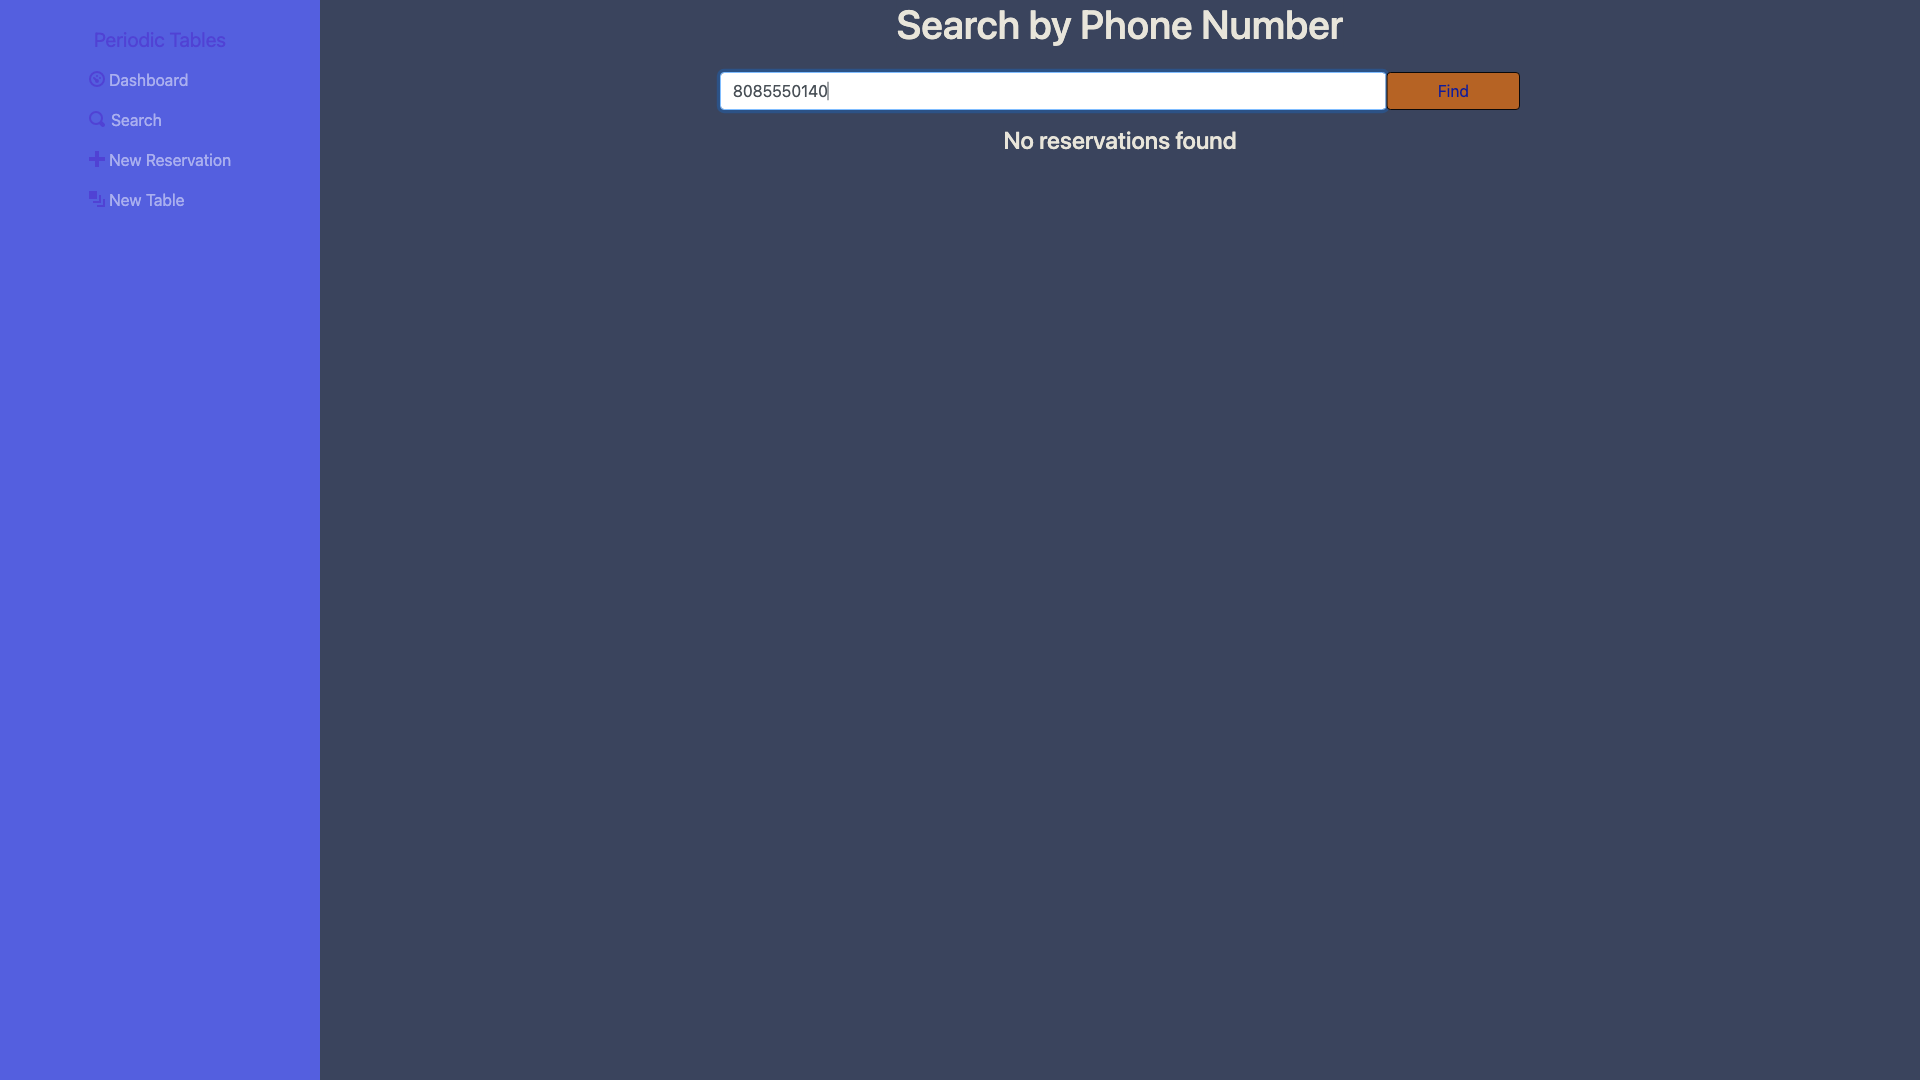 Periodic Tables
Dashboard
Search
New Reservation
New Table
Search by Phone Number
8085550140
Find
No reservations found